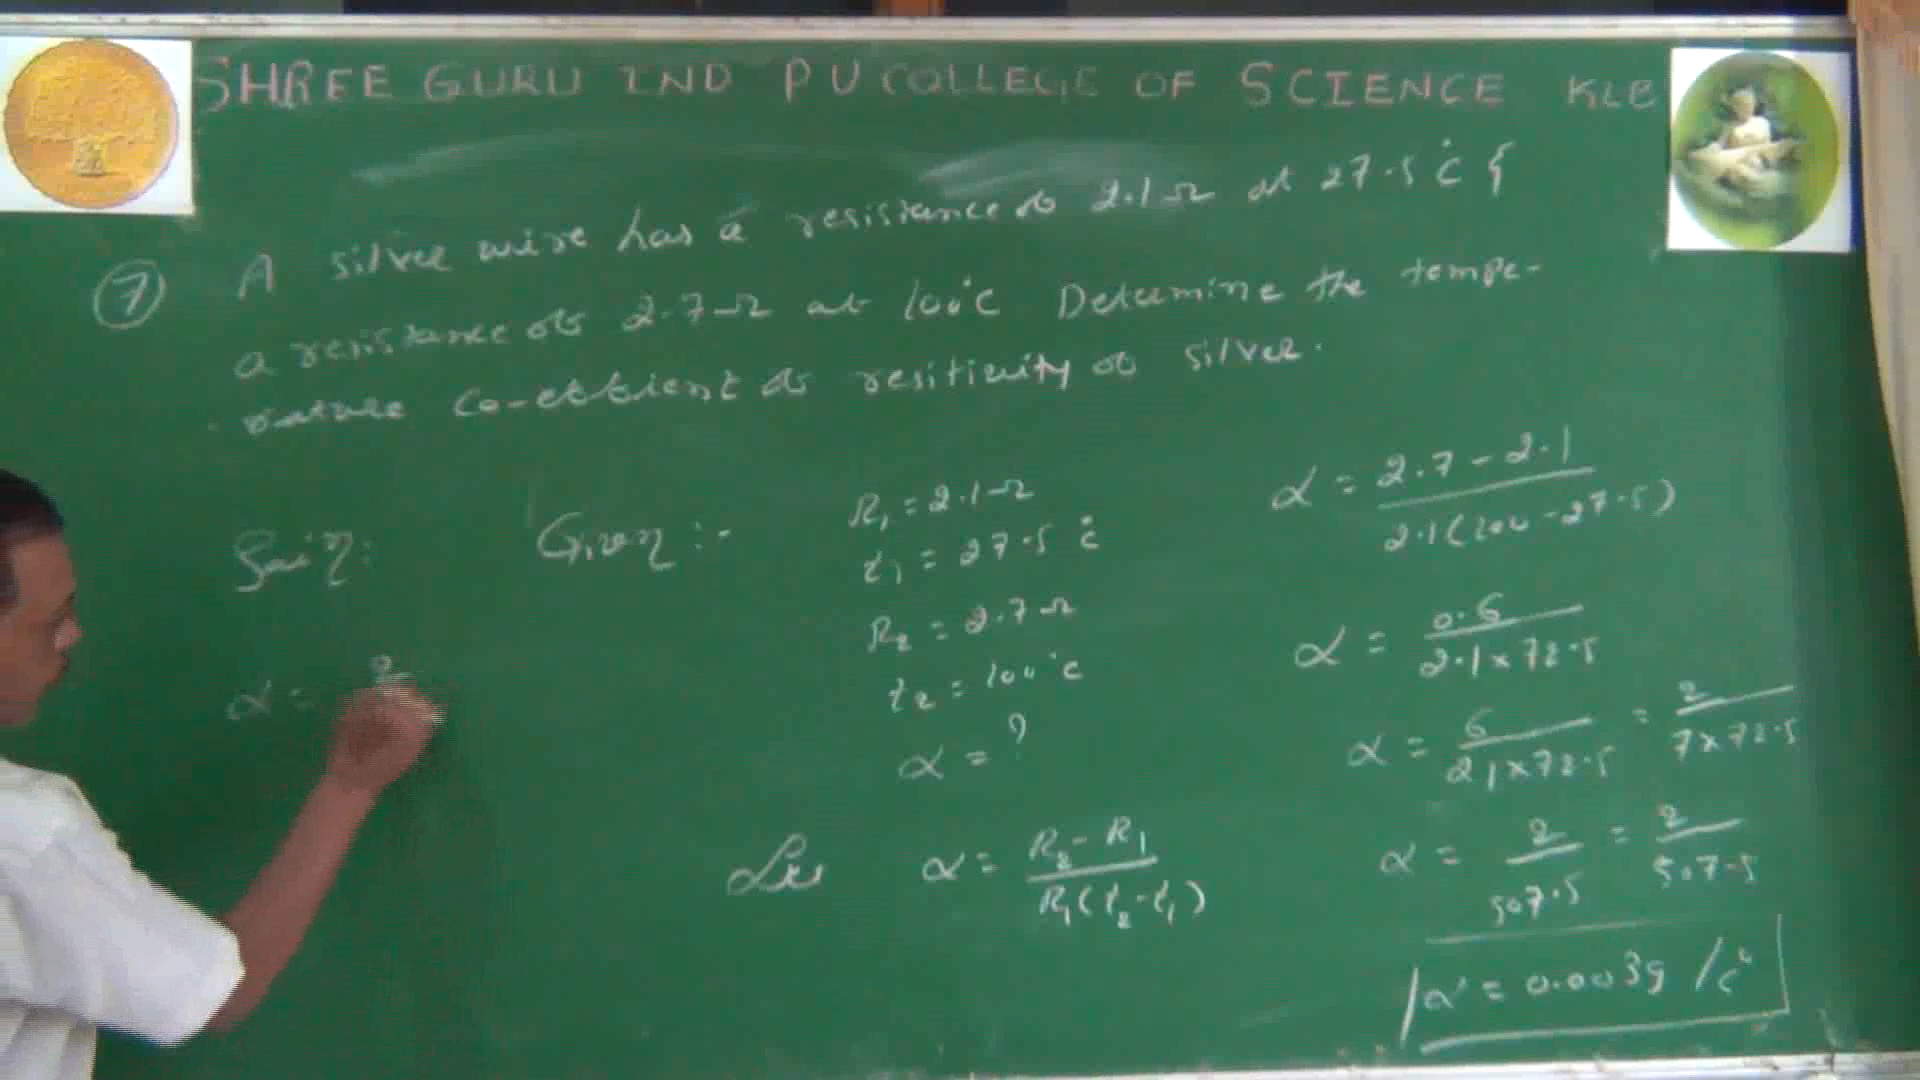 SHREE GURU IND PU COLLEGE OF SCIENCE KLB
7 A silver wire has a resistance of 2.1Ω at 27.5°C &
a resistance of 2.7Ω at 100°C Determine the tempe-
rature co-effient of resitivity of silver.
Given :-
R₁ = 2.1Ω
t₁ = 27.5°C
R₂ = 2.7Ω
t₂ = 100°C
α = ?
α = (R₂ - R₁) / (R₁(t₂ - t₁))
α = (2.7 - 2.1) / (2.1(100 - 27.5))
α = 0.6 / (2.1 × 72.5)
α = 6 / (21 × 72.5) = 2 / (7 × 72.5)
α = 2 / 507.5 = 2 / 507.5
α = 0.0039 /°C
α = 2